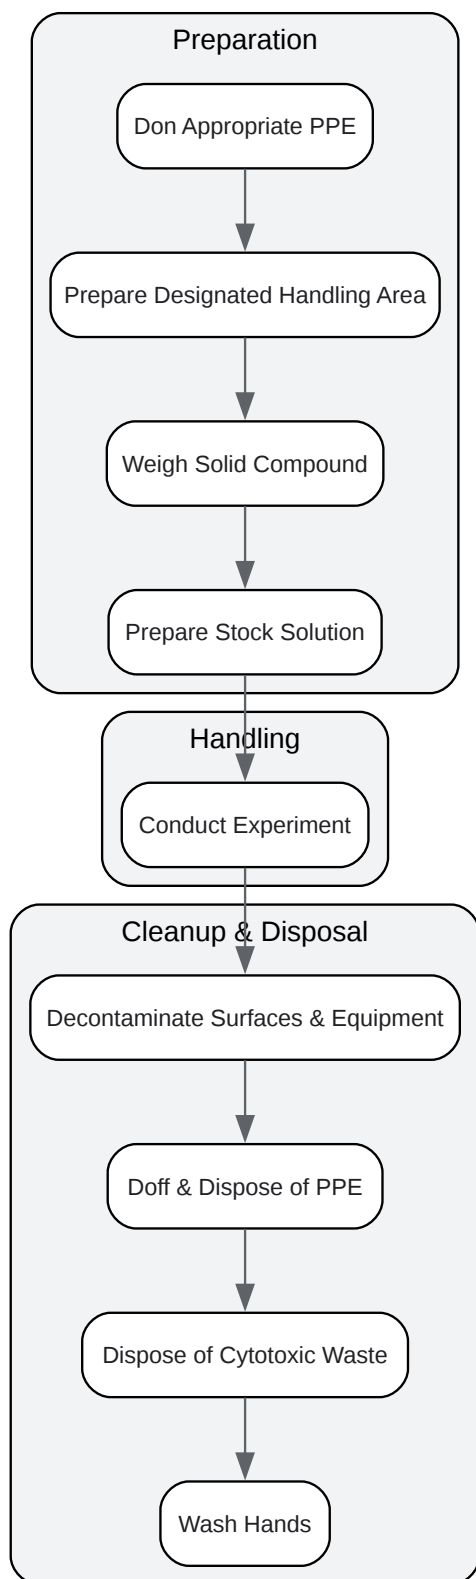 Preparation
Don Appropriate PPE
Prepare Designated Handling Area
Weigh Solid Compound
Prepare Stock Solution
Handling
Conduct Experiment
Cleanup & Disposal
Decontaminate Surfaces & Equipment
Doff & Dispose of PPE
Dispose of Cytotoxic Waste
Wash Hands